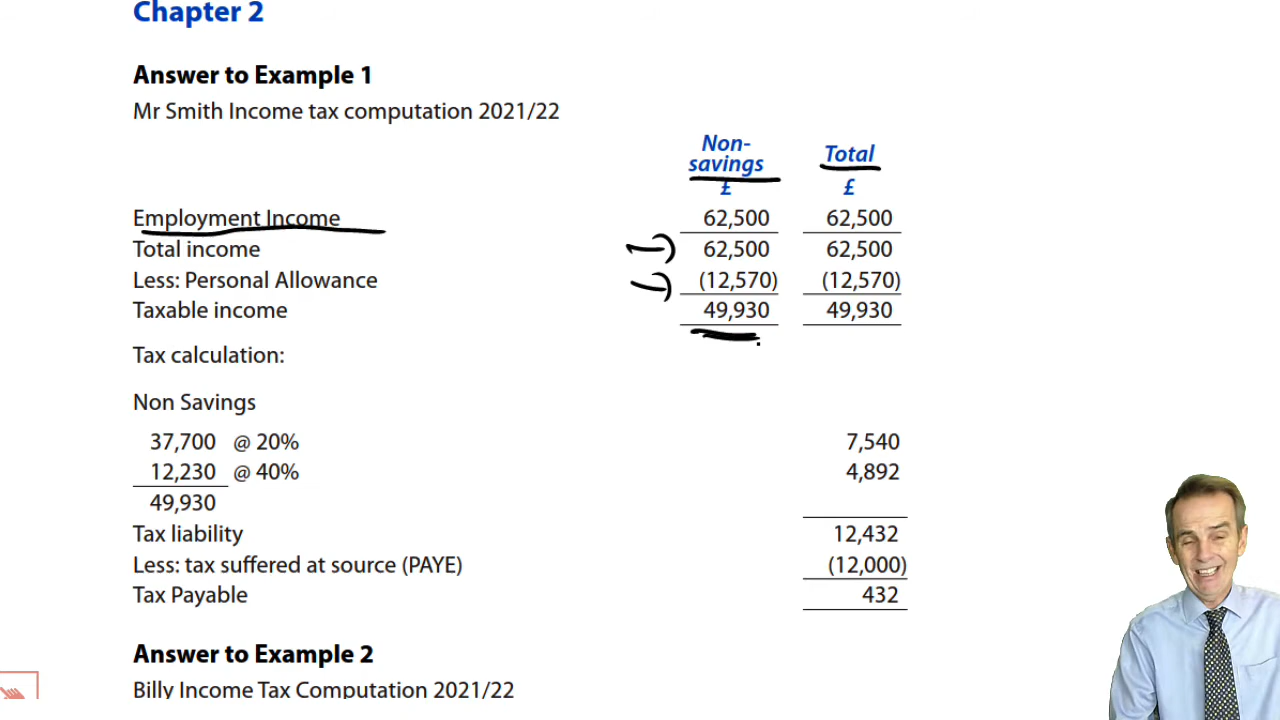 Chapter 2
Answer to Example 1
Mr Smith Income tax computation 2021/22
Non-
savings Total
£ £
Employment Income 62,500 62,500
Total income 62,500 62,500
Less: Personal Allowance (12,570) (12,570)
Taxable income 49,930 49,930
Tax calculation:
Non Savings
37,700 @ 20% 7,540
12,230 @ 40% 4,892
49,930
Tax liability 12,432
Less: tax suffered at source (PAYE) (12,000)
Tax Payable 432
Answer to Example 2
Billy Income Tax Computation 2021/22